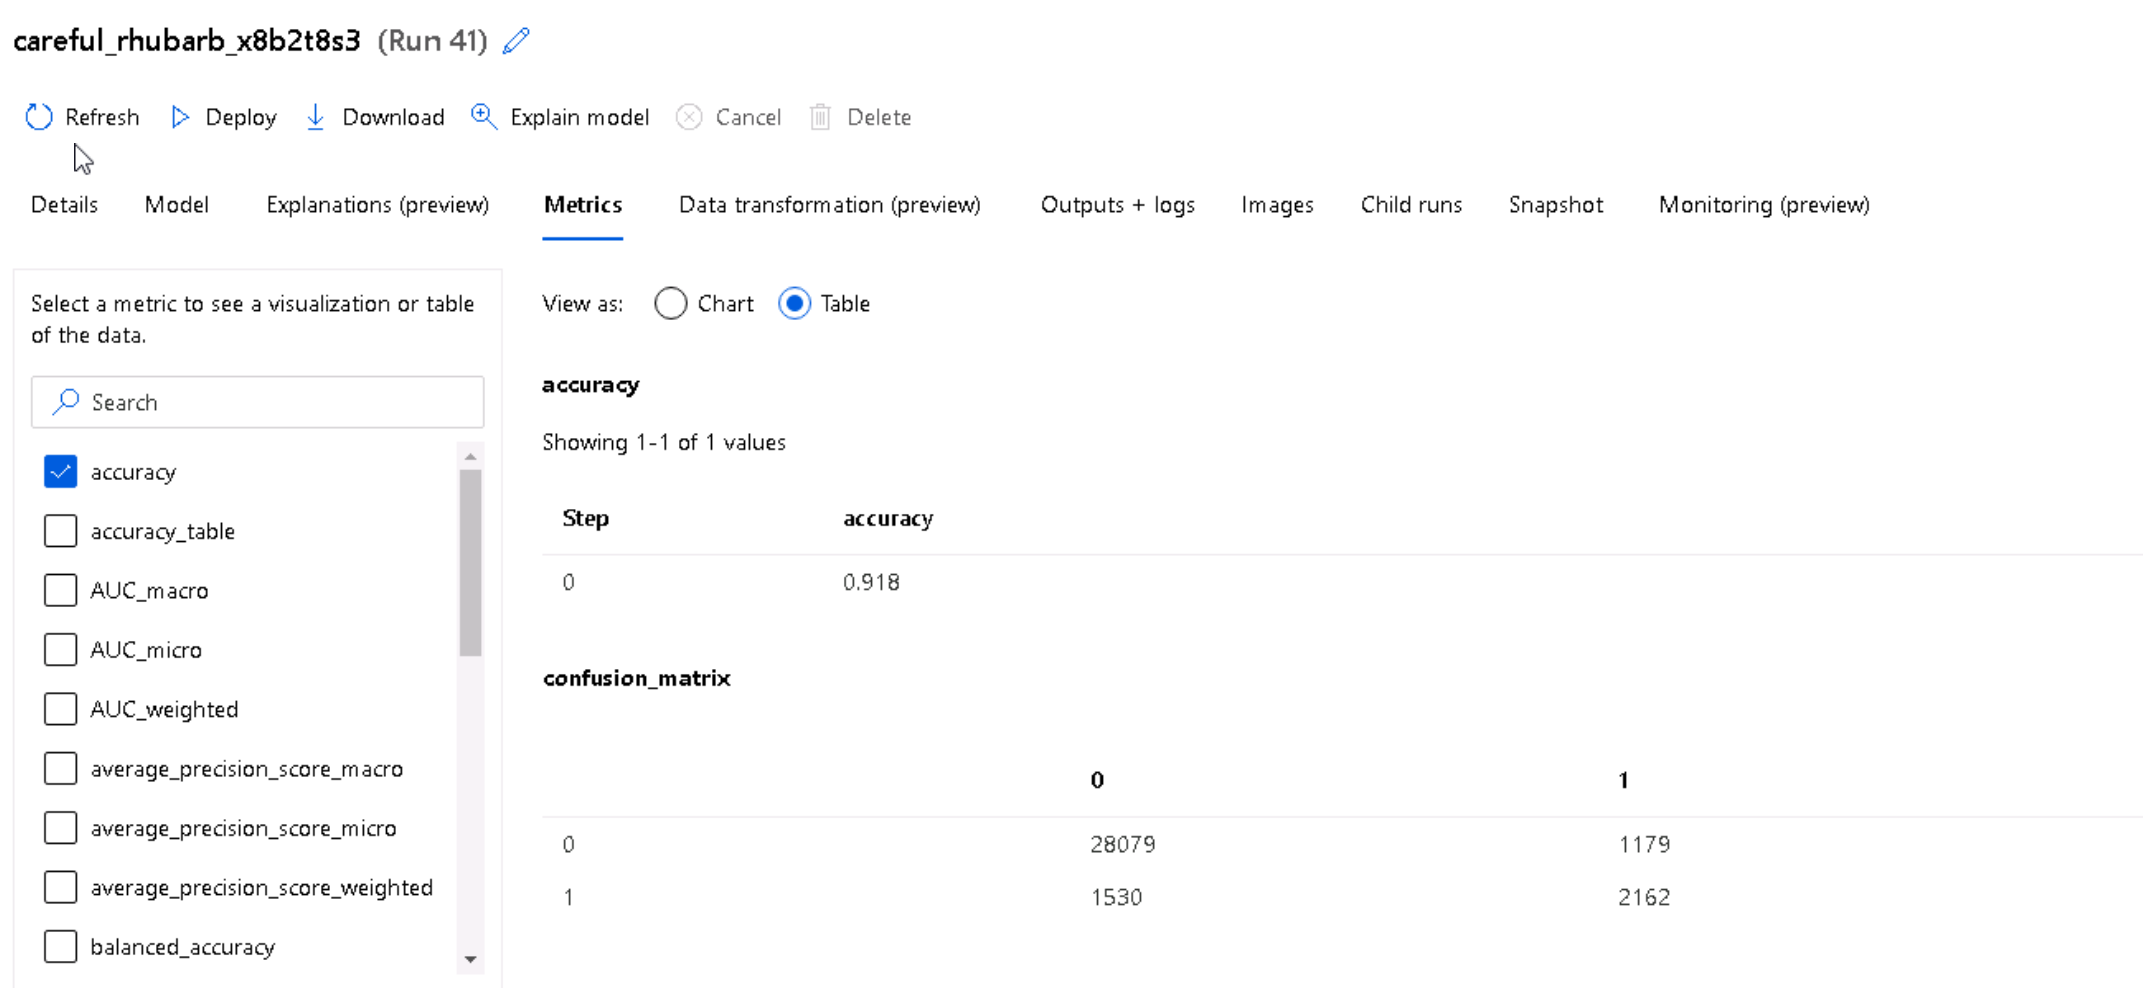 careful_rhubarb_x8b2t8s3 (Run 41)
Refresh Deploy Download Explain model Cancel Delete
Details Model Explanations (preview) Metrics Data transformation (preview) Outputs + logs Images Child runs Snapshot Monitoring (preview)
Select a metric to see a visualization or table
of the data.
Search
accuracy
accuracy_table
AUC_macro
AUC_micro
AUC_weighted
average_precision_score_macro
average_precision_score_micro
average_precision_score_weighted
balanced_accuracy
View as: Chart Table
accuracy
Showing 1-1 of 1 values
Step accuracy
0 0.918
confusion_matrix
0 1
0 28079 1179
1 1530 2162